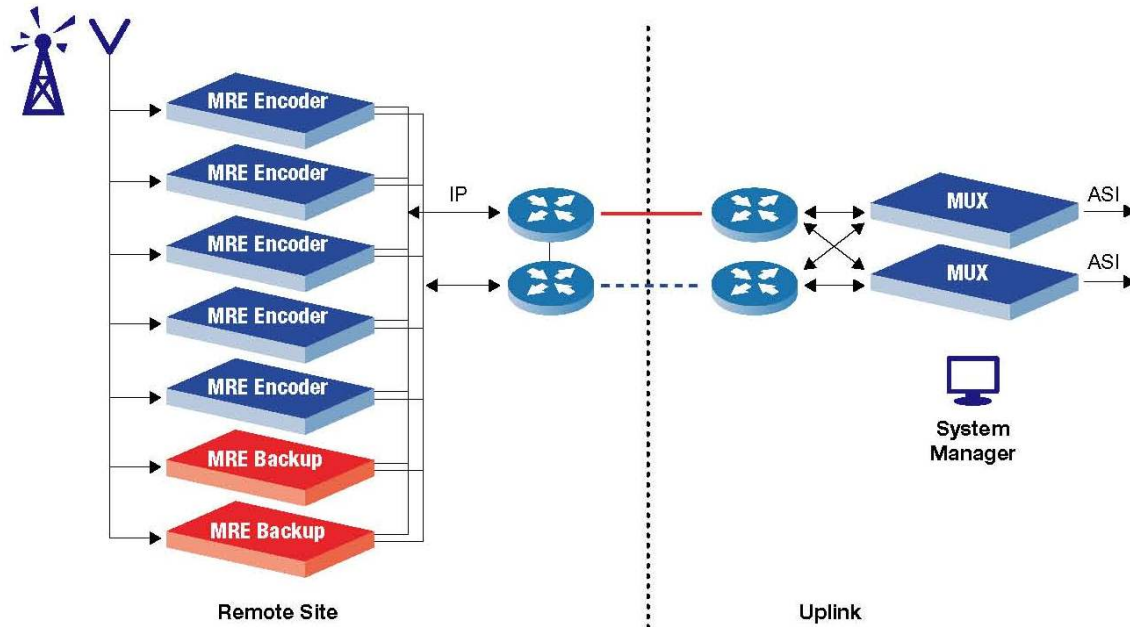 MRE Encoder
MRE Encoder
MRE Encoder
MRE Encoder
MRE Encoder
MRE Backup
MRE Backup
IP
MUX
ASI
MUX
ASI
System
Manager
Remote Site
Uplink